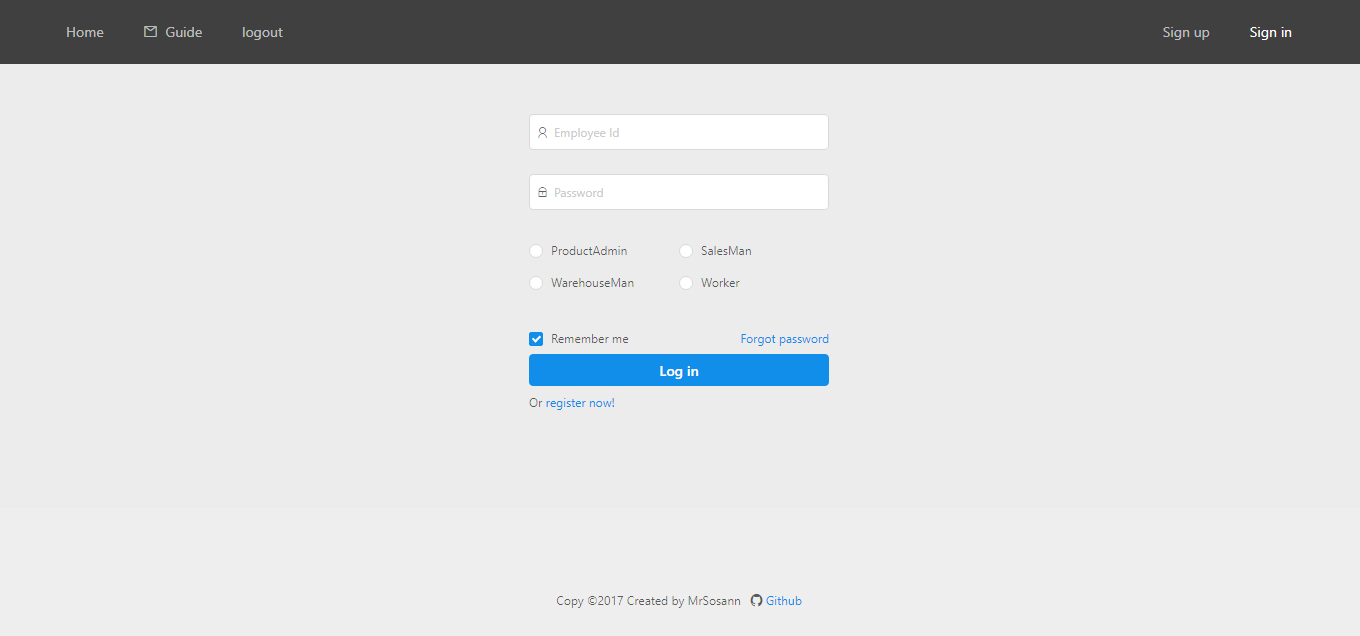 Home Guide logout Sign up Sign in
Employee Id
Password
ProductAdmin SalesMan
WarehouseMan Worker
Remember me Forgot password
Log in
Or register now!
Copy ©2017 Created by MrSosann Github